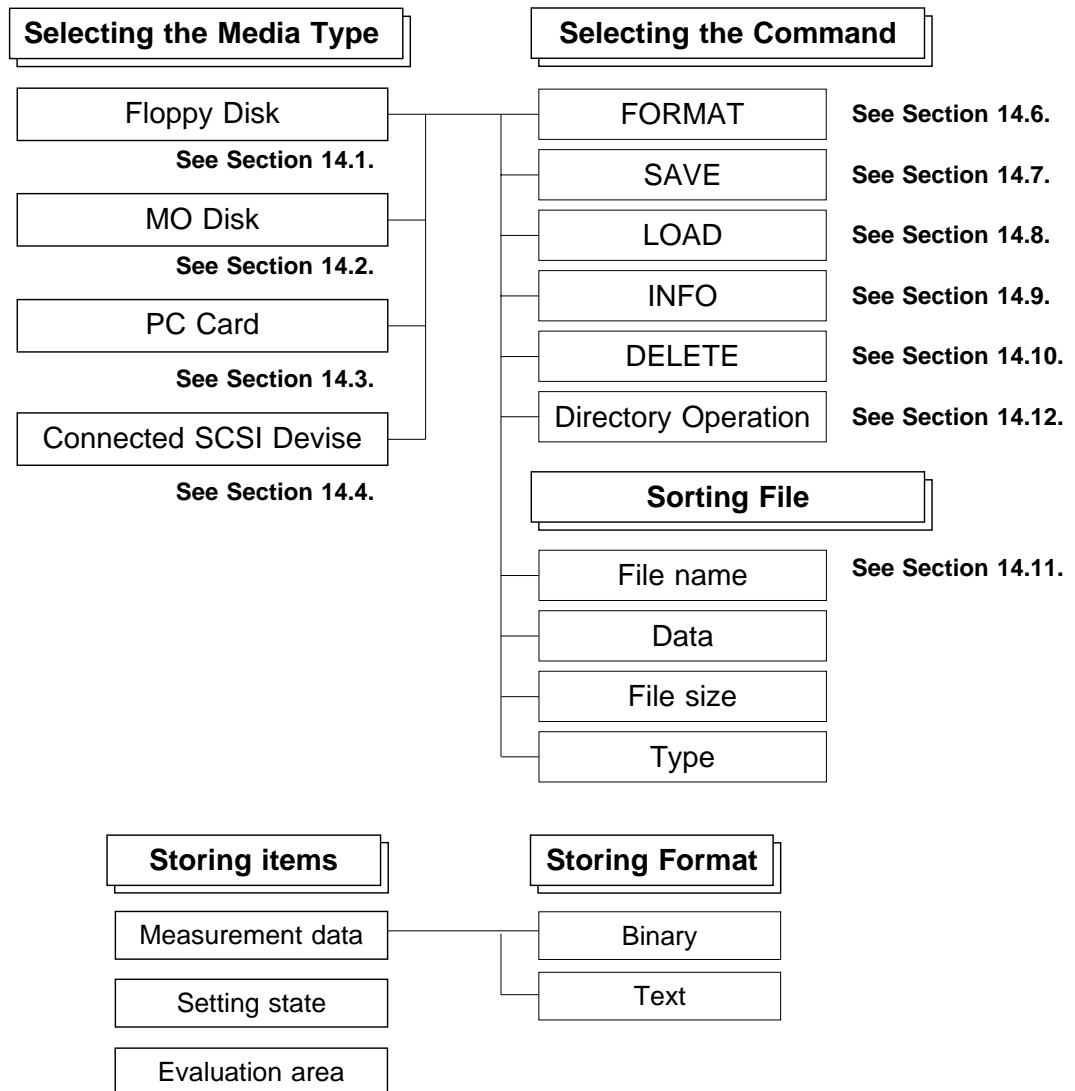 Selecting the Media Type
Floppy Disk
See Section 14.1.
MO Disk
See Section 14.2.
PC Card
See Section 14.3.
Connected SCSI Devise
See Section 14.4.
Selecting the Command
FORMAT
See Section 14.6.
SAVE
See Section 14.7.
LOAD
See Section 14.8.
INFO
See Section 14.9.
DELETE
See Section 14.10.
Directory Operation
See Section 14.12.
Sorting File
File name
See Section 14.11.
Data
File size
Type
Storing items
Measurement data
Setting state
Evaluation area
Storing Format
Binary
Text